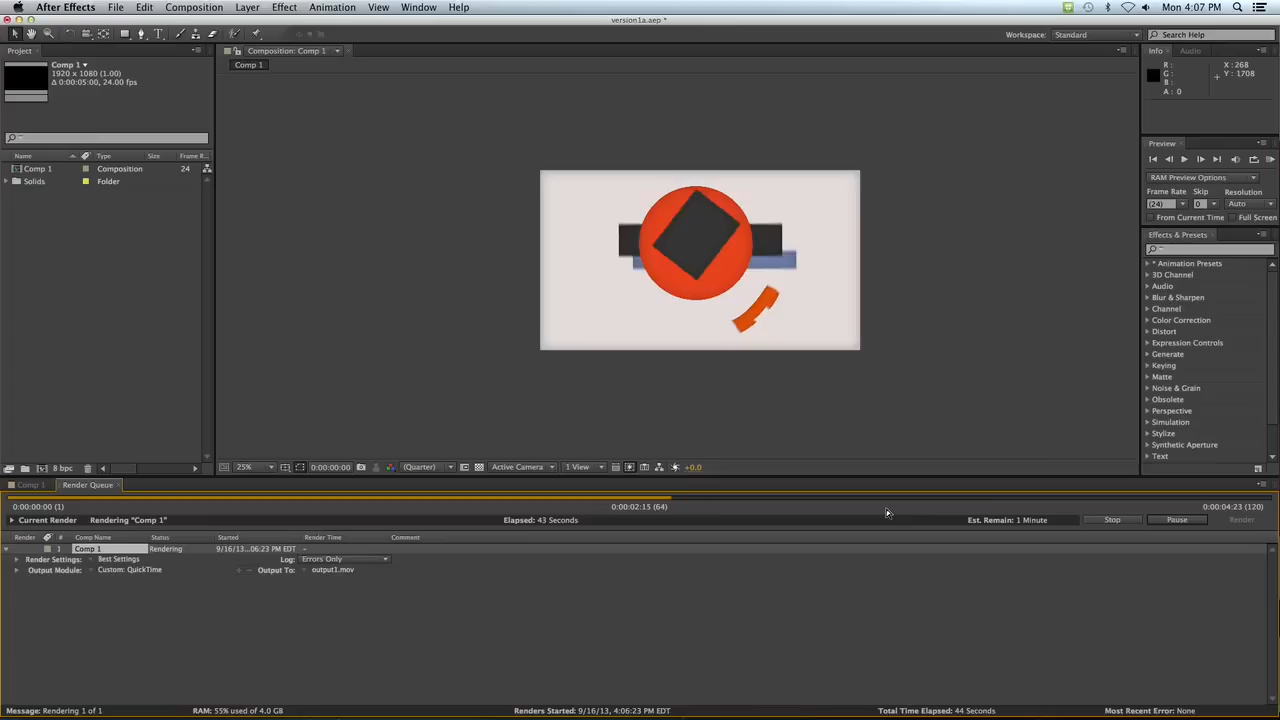 After Effects File Edit Composition Layer Effect Animation View Window Help Mon 4:07 PM
version1a.aep *
Workspace: Standard Search Help
Project Composition: Comp 1 Info Audio
Comp 1
Comp 1
1920 x 1080 (1.00)
Δ 0:00:05:00, 24.00 fps
R :
G :
B :
A : 0
X : 268
Y : 1708
Preview
RAM Preview Options
Frame Rate Skip Resolution
(24) 0 Auto
From Current Time Full Screen
Name Type Size Frame R...
Comp 1 Composition 24
Solids Folder
Effects & Presets
* Animation Presets
3D Channel
Audio
Blur & Sharpen
Channel
Color Correction
Distort
Expression Controls
Generate
Keying
Matte
Noise & Grain
Obsolete
Perspective
Simulation
Stylize
Synthetic Aperture
Text
8 bpc 25% 0:00:00:00 (Quarter) Active Camera 1 View +0.0
Comp 1 Render Queue
0:00:00:00 (1) 0:00:02:15 (64) 0:00:04:23 (120)
Current Render Rendering "Comp 1" Elapsed: 43 Seconds Est. Remain: 1 Minute Stop Pause Render
Render # Comp Name Status Started Render Time Comment
1 Comp 1 Rendering 9/16/13...06:23 PM EDT -
Render Settings: Best Settings Log: Errors Only
Output Module: Custom: QuickTime Output To: output1.mov
Message: Rendering 1 of 1 RAM: 55% used of 4.0 GB Renders Started: 9/16/13, 4:06:23 PM EDT Total Time Elapsed: 44 Seconds Most Recent Error: None